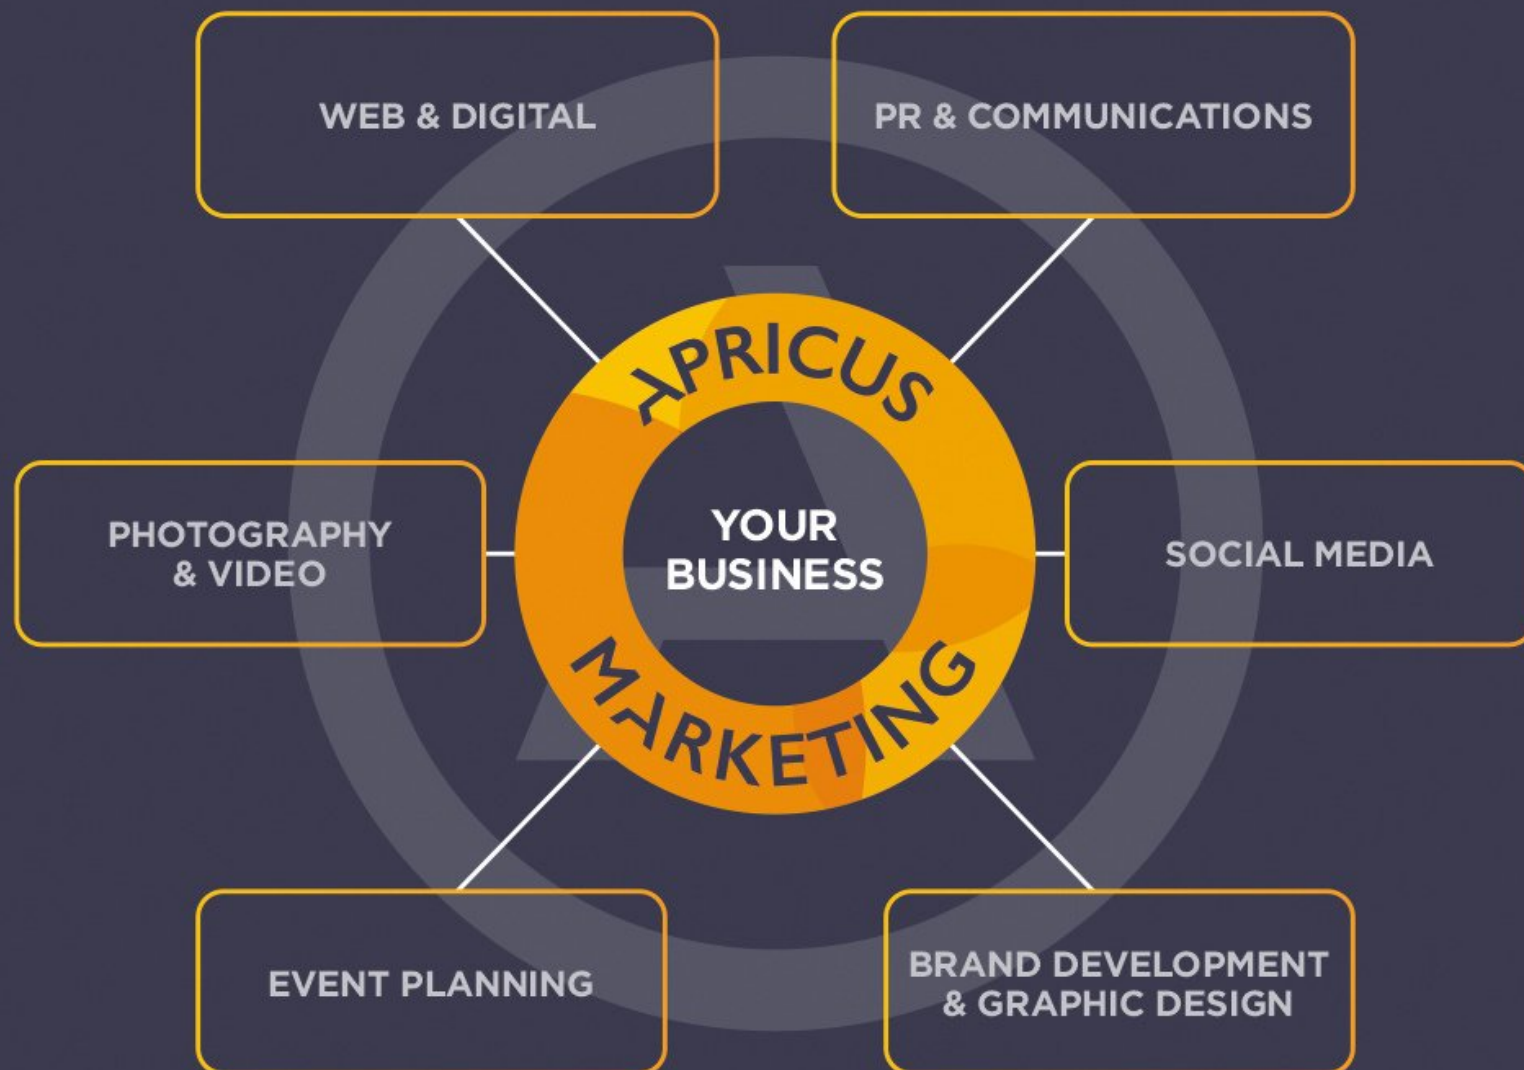 WEB & DIGITAL
PR & COMMUNICATIONS
APRICUS
PHOTOGRAPHY
& VIDEO
YOUR
BUSINESS
SOCIAL MEDIA
MARKETING
EVENT PLANNING
BRAND DEVELOPMENT
& GRAPHIC DESIGN